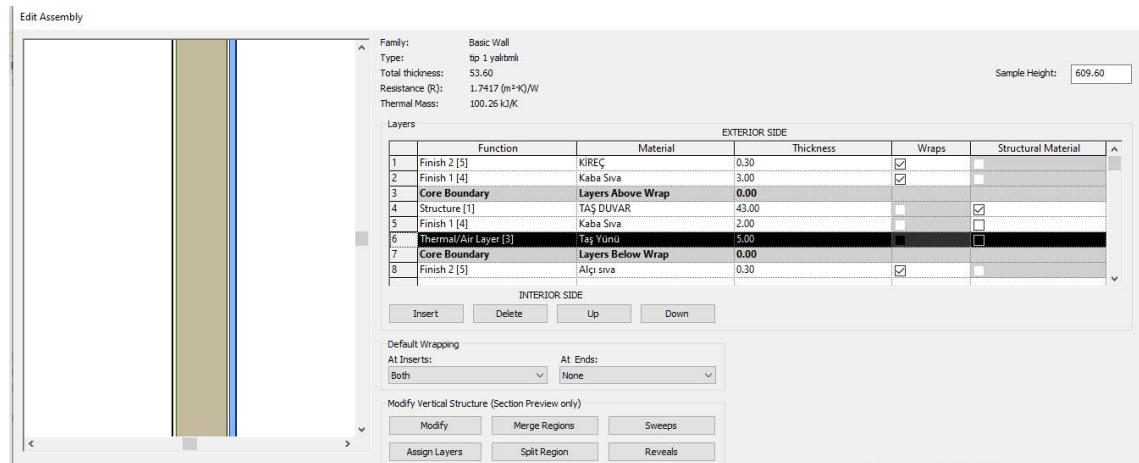 Edit Assembly
Family: Basic Wall
Type: tip 1 yalıtımlı
Total thickness: 53.60 Sample Height: 609.60
Resistance (R): 1.7417 (m²·K)/W
Thermal Mass: 100.26 kJ/K
Layers
EXTERIOR SIDE
Function Material Thickness Wraps Structural Material
1 Finish 2 [5] KİREÇ 0.30
2 Finish 1 [4] Kaba Sıva 3.00
3 Core Boundary Layers Above Wrap 0.00
4 Structure [1] TAŞ DUVAR 43.00
5 Finish 1 [4] Kaba Sıva 2.00
6 Thermal/Air Layer [3] Taş Yünü 5.00
7 Core Boundary Layers Below Wrap 0.00
8 Finish 2 [5] Alçı sıva 0.30
INTERIOR SIDE
Insert Delete Up Down
Default Wrapping
At Inserts: At Ends:
Both None
Modify Vertical Structure (Section Preview only)
Modify Merge Regions Sweeps
Assign Layers Split Region Reveals